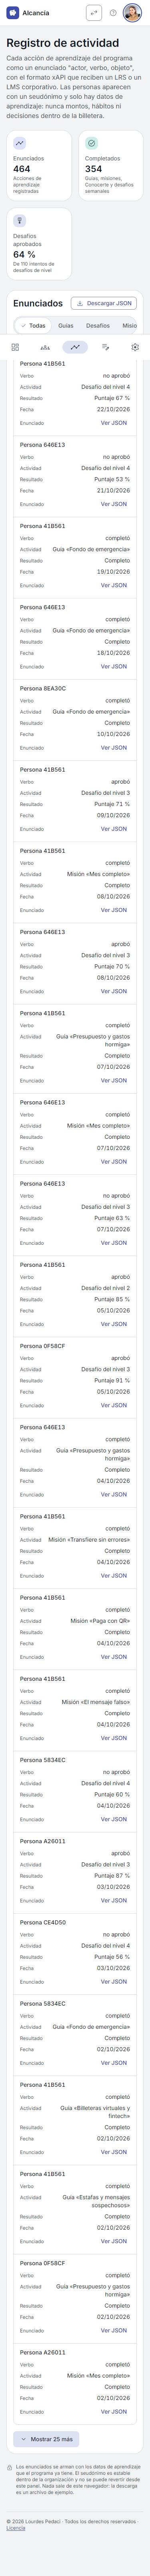 Alcancía
Registro de actividad
Cada acción de aprendizaje del programa
como un enunciado "actor, verbo, objeto",
con el formato xAPI que reciben un LRS o un
LMS corporativo. Las personas aparecen
con un seudónimo y solo hay datos de
aprendizaje: nunca montos, hábitos ni
decisiones dentro de la empresa.
Enunciados
464
Acciones de
aprendizaje
registradas
Completados
354
Guías, misiones,
Conocerte y desafíos
semanales
Desafíos
aprobados
64 %
De 110 intentos de
desafíos de nivel
Enunciados
Descargar JSON
Todas Guías Desafíos Misio
Persona 41B561
Verbo no aprobó
Actividad Desafío del nivel 4
Resultado Puntaje 67 %
Fecha 22/10/2026
Enunciado Ver JSON
Persona 646E13
Verbo no aprobó
Actividad Desafío del nivel 4
Resultado Puntaje 53 %
Fecha 21/10/2026
Enunciado Ver JSON
Persona 41B561
Verbo completó
Actividad Guía «Fondo de emergencia»
Resultado Completo
Fecha 19/10/2026
Enunciado Ver JSON
Persona 646E13
Verbo completó
Actividad Guía «Fondo de emergencia»
Resultado Completo
Fecha 18/10/2026
Enunciado Ver JSON
Persona 8EA30C
Verbo completó
Actividad Guía «Fondo de emergencia»
Resultado Completo
Fecha 10/10/2026
Enunciado Ver JSON
Persona 41B561
Verbo aprobó
Actividad Desafío del nivel 3
Resultado Puntaje 71 %
Fecha 09/10/2026
Enunciado Ver JSON
Persona 41B561
Verbo completó
Actividad Misión «Mes completo»
Resultado Completo
Fecha 08/10/2026
Enunciado Ver JSON
Persona 646E13
Verbo aprobó
Actividad Desafío del nivel 3
Resultado Puntaje 70 %
Fecha 08/10/2026
Enunciado Ver JSON
Persona 41B561
Verbo completó
Actividad Guía «Presupuesto y gastos
hormiga»
Resultado Completo
Fecha 07/10/2026
Enunciado Ver JSON
Persona 646E13
Verbo completó
Actividad Misión «Mes completo»
Resultado Completo
Fecha 07/10/2026
Enunciado Ver JSON
Persona 646E13
Verbo no aprobó
Actividad Desafío del nivel 3
Resultado Puntaje 63 %
Fecha 07/10/2026
Enunciado Ver JSON
Persona 41B561
Verbo aprobó
Actividad Desafío del nivel 2
Resultado Puntaje 85 %
Fecha 05/10/2026
Enunciado Ver JSON
Persona 0F58CF
Verbo aprobó
Actividad Desafío del nivel 3
Resultado Puntaje 91 %
Fecha 05/10/2026
Enunciado Ver JSON
Persona 646E13
Verbo completó
Actividad Guía «Presupuesto y gastos
hormiga»
Resultado Completo
Fecha 04/10/2026
Enunciado Ver JSON
Persona 41B561
Verbo completó
Actividad Misión «Transfiere sin errores»
Resultado Completo
Fecha 04/10/2026
Enunciado Ver JSON
Persona 41B561
Verbo completó
Actividad Misión «Paga con QR»
Resultado Completo
Fecha 04/10/2026
Enunciado Ver JSON
Persona 41B561
Verbo completó
Actividad Misión «El mensaje falso»
Resultado Completo
Fecha 04/10/2026
Enunciado Ver JSON
Persona 5834EC
Verbo no aprobó
Actividad Desafío del nivel 4
Resultado Puntaje 60 %
Fecha 04/10/2026
Enunciado Ver JSON
Persona A26011
Verbo aprobó
Actividad Desafío del nivel 3
Resultado Puntaje 87 %
Fecha 03/10/2026
Enunciado Ver JSON
Persona CE4D50
Verbo no aprobó
Actividad Desafío del nivel 4
Resultado Puntaje 56 %
Fecha 03/10/2026
Enunciado Ver JSON
Persona 5834EC
Verbo completó
Actividad Guía «Fondo de emergencia»
Resultado Completo
Fecha 02/10/2026
Enunciado Ver JSON
Persona 41B561
Verbo completó
Actividad Guía «Billeteras virtuales y
fintech»
Resultado Completo
Fecha 02/10/2026
Enunciado Ver JSON
Persona 41B561
Verbo completó
Actividad Guía «Estafas y mensajes
sospechosos»
Resultado Completo
Fecha 02/10/2026
Enunciado Ver JSON
Persona 0F58CF
Verbo completó
Actividad Guía «Presupuesto y gastos
hormiga»
Resultado Completo
Fecha 02/10/2026
Enunciado Ver JSON
Persona A26011
Verbo completó
Actividad Misión «Mes completo»
Resultado Completo
Fecha 02/10/2026
Enunciado Ver JSON
Mostrar 25 más
Los enunciados se arman con los datos de aprendizaje
que el programa ya tiene. El seudónimo es estable
dentro de la organización y no se puede revertir desde
este panel. Nada sale de este navegador: la descarga
es un archivo de ejemplo.
© 2026 Lourdes Pedaci · Todos los derechos reservados ·
Licencia